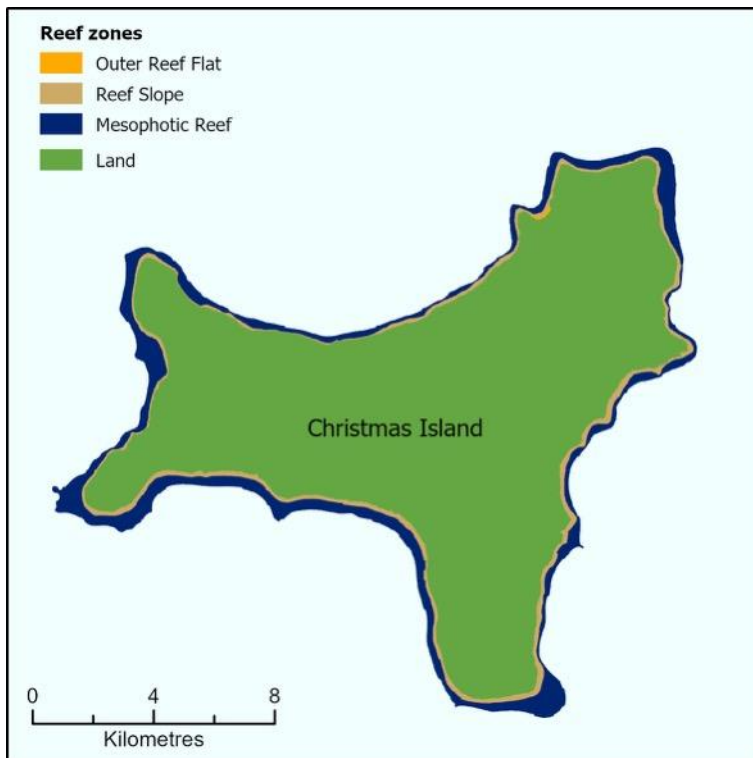 Reef zones
Outer Reef Flat
Reef Slope
Mesophotic Reef
Land
Christmas Island
0 4 8
Kilometres